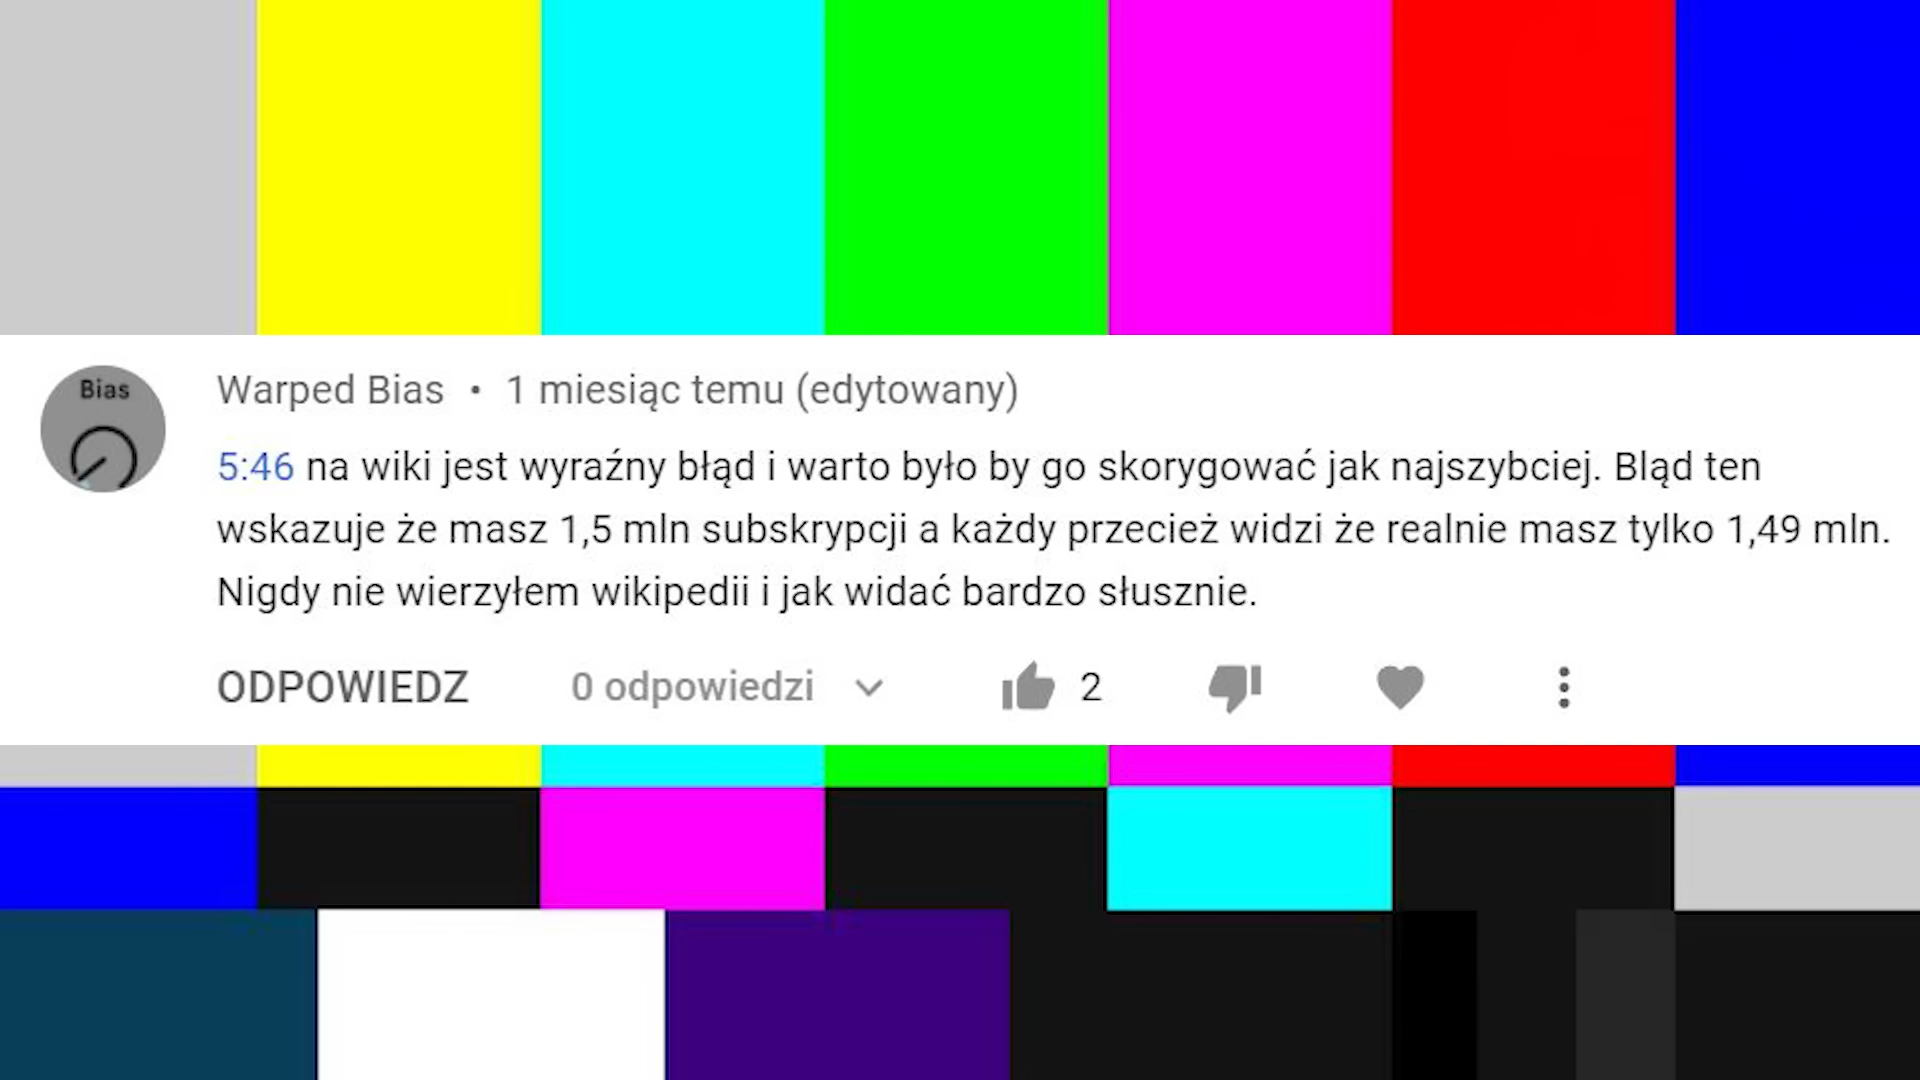 Bias
Warped Bias • 1 miesiąc temu (edytowany)
5:46 na wiki jest wyraźny błąd i warto było by go skorygować jak najszybciej. Bląd ten
wskazuje że masz 1,5 mln subskrypcji a każdy przecież widzi że realnie masz tylko 1,49 mln.
Nigdy nie wierzyłem wikipedii i jak widać bardzo słusznie.
ODPOWIEDZ 0 odpowiedzi 2